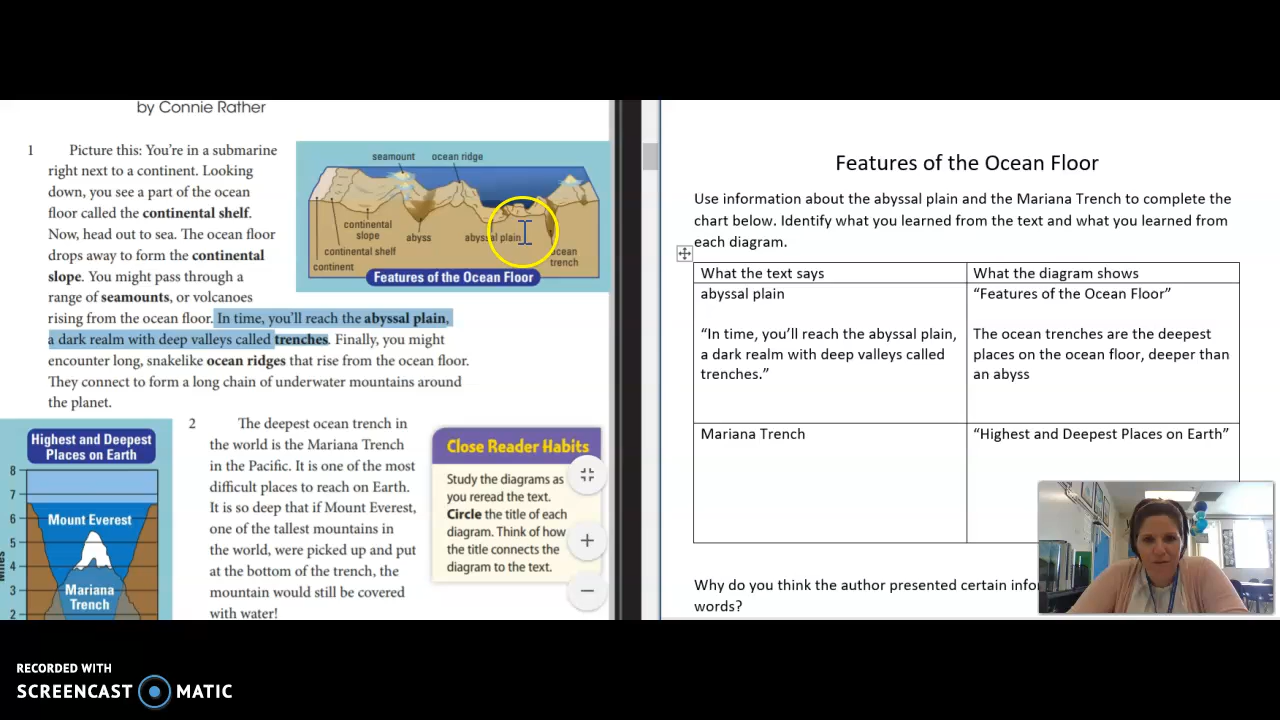 by Connie Rather
1 Picture this: You're in a submarine
right next to a continent. Looking
down, you see a part of the ocean
floor called the continental shelf.
Now, head out to sea. The ocean floor
drops away to form the continental
slope. You might pass through a
range of seamounts, or volcanoes
rising from the ocean floor. In time, you'll reach the abyssal plain,
a dark realm with deep valleys called trenches. Finally, you might
encounter long, snakelike ocean ridges that rise from the ocean floor.
They connect to form a long chain of underwater mountains around
the planet.
seamount ocean ridge
continental
slope
abyss
abyssal plain
continental shelf
ocean
trench
continent
Features of the Ocean Floor
Highest and Deepest
Places on Earth
8
7
6
5
4
3
2
Miles
Mount Everest
Mariana
Trench
2 The deepest ocean trench in
the world is the Mariana Trench
in the Pacific. It is one of the most
difficult places to reach on Earth.
It is so deep that if Mount Everest,
one of the tallest mountains in
the world, were picked up and put
at the bottom of the trench, the
mountain would still be covered
with water!
Close Reader Habits
Study the diagrams as
you reread the text.
Circle the title of each
diagram. Think of how
the title connects the
diagram to the text.
Features of the Ocean Floor
Use information about the abyssal plain and the Mariana Trench to complete the
chart below. Identify what you learned from the text and what you learned from
each diagram.
What the text says What the diagram shows
abyssal plain
"In time, you'll reach the abyssal plain,
a dark realm with deep valleys called
trenches."
"Features of the Ocean Floor"
The ocean trenches are the deepest
places on the ocean floor, deeper than
an abyss
Mariana Trench "Highest and Deepest Places on Earth"
Why do you think the author presented certain
words?
RECORDED WITH
SCREENCAST MATIC